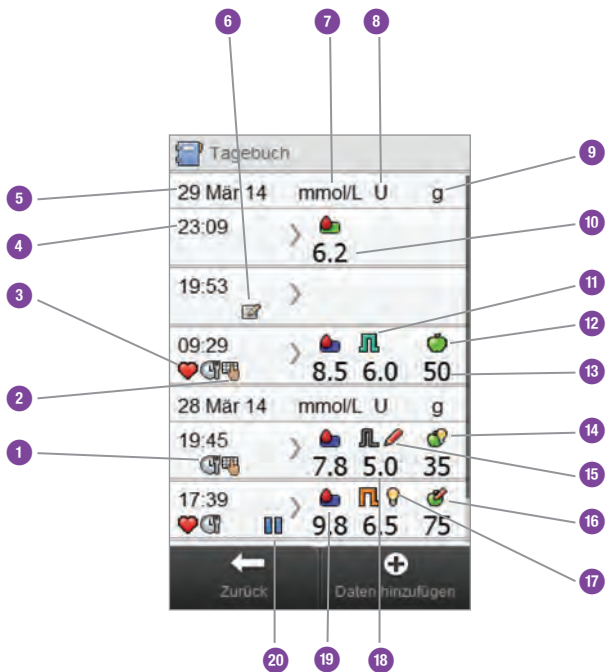 6 7 8
Tagebuch
9
5 29 Mär 14 mmol/L U g
4 23:09
6.2 10
3 19:53 11
12
09:29
8.5 6.0 50 13
2
28 Mär 14 mmol/L U g
14
1 19:45
7.8 5.0 35 15
17:39 16
9.8 6.5 75
17
Zurück Daten hinzufügen
20 19 18